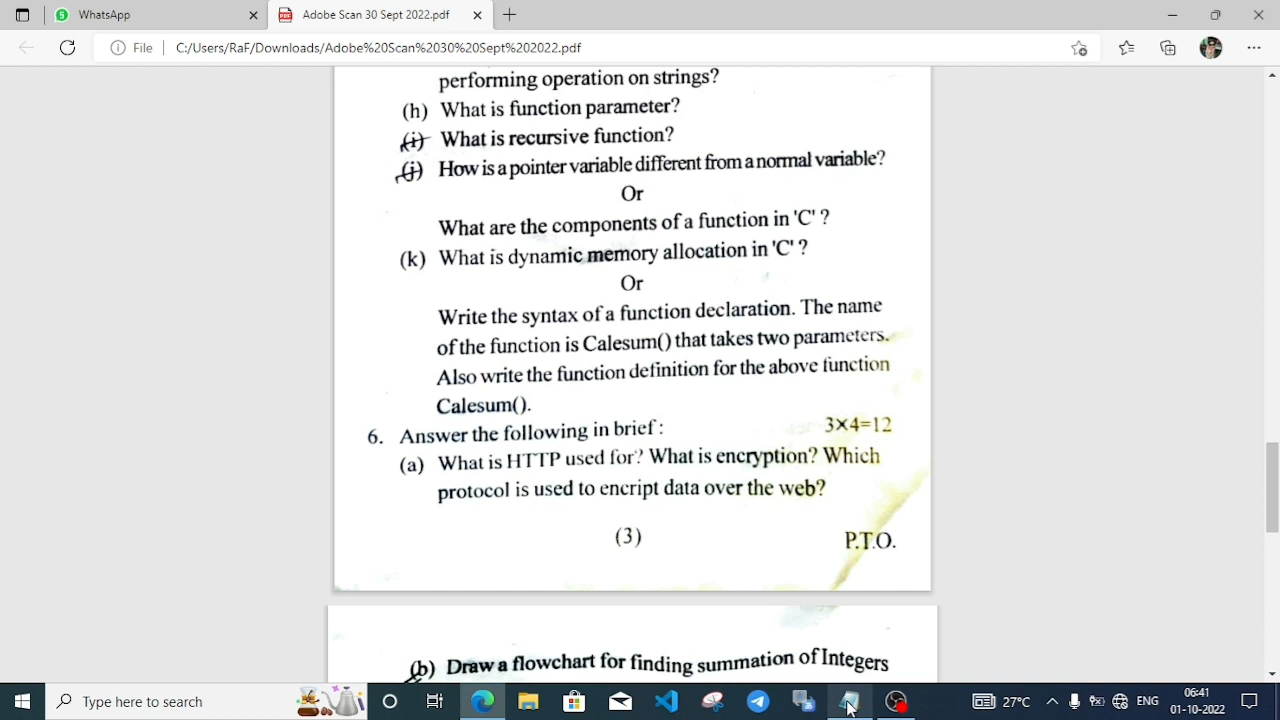 5 WhatsApp
PDF Adobe Scan 30 Sept 2022.pdf
File C:/Users/RaF/Downloads/Adobe%20Scan%2030%20Sept%202022.pdf
performing operation on strings?
(h) What is function parameter?
(i) What is recursive function?
(j) How is a pointer variable different from a normal variable?
Or
What are the components of a function in 'C' ?
(k) What is dynamic memory allocation in 'C' ?
Or
Write the syntax of a function declaration. The name
of the function is Calesum() that takes two parameters.
Also write the function definition for the above function
Calesum().
6. Answer the following in brief : 3×4=12
(a) What is HTTP used for? What is encryption? Which
protocol is used to encript data over the web?
(3)
P.T.O.
(b) Draw a flowchart for finding summation of Integers
Type here to search
27°C ENG 06:41
01-10-2022